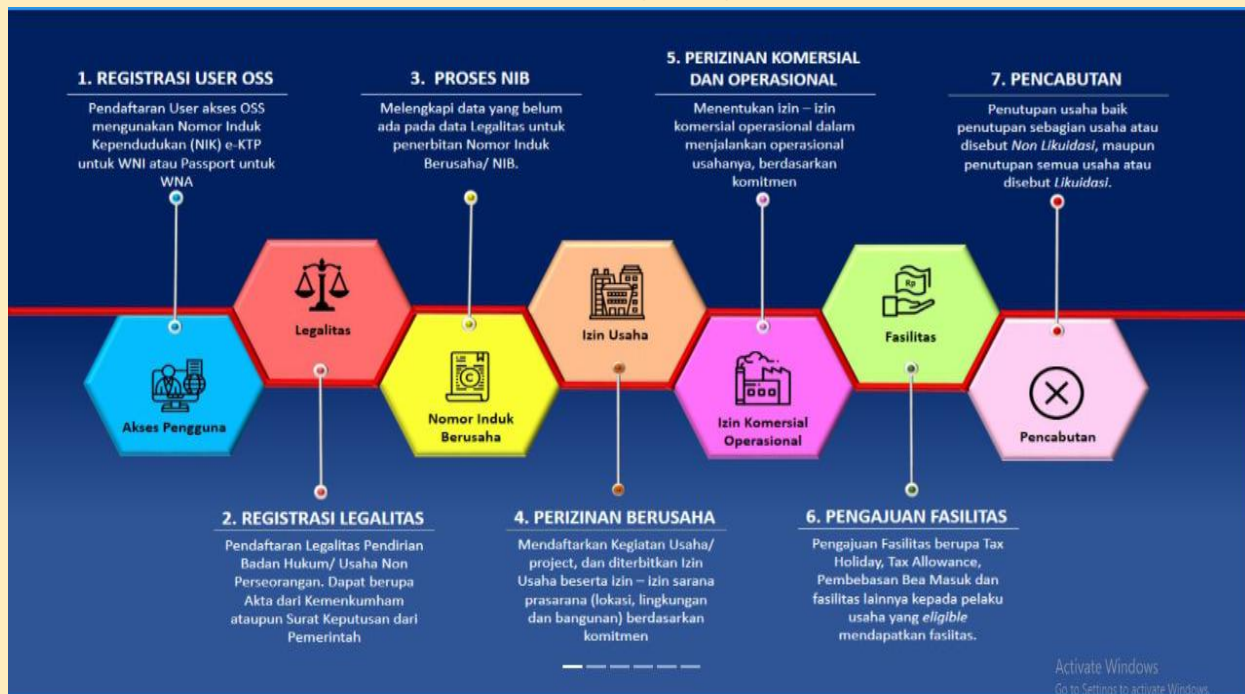 1. REGISTRASI USER OSS
Pendaftaran User akses OSS
mengunakan Nomor Induk
Kependudukan (NIK) e-KTP
untuk WNI atau Passport untuk
WNA
3. PROSES NIB
Melengkapi data yang belum
ada pada data Legalitas untuk
penerbitan Nomor Induk
Berusaha/ NIB.
5. PERIZINAN KOMERSIAL
DAN OPERASIONAL
Menentukan izin – izin
komersial operasional dalam
menjalankan operasional
usahanya, berdasarkan
komitmen
7. PENCABUTAN
Penutupan usaha baik
penutupan sebagian usaha atau
disebut Non Likuidasi, maupun
penutupan semua usaha atau
disebut Likuidasi.
Akses Pengguna
Legalitas
Nomor Induk
Berusaha
Izin Usaha
Izin Komersial
Operasional
Rp
Fasilitas
Pencabutan
2. REGISTRASI LEGALITAS
Pendaftaran Legalitas Pendirian
Badan Hukum/ Usaha Non
Perseorangan. Dapat berupa
Akta dari Kemenkumham
ataupun Surat Keputusan dari
Pemerintah
4. PERIZINAN BERUSAHA
Mendaftarkan Kegiatan Usaha/
project, dan diterbitkan Izin
Usaha beserta izin – izin sarana
prasarana (lokasi, lingkungan
dan bangunan) berdasarkan
komitmen
6. PENGAJUAN FASILITAS
Pengajuan Fasilitas berupa Tax
Holiday, Tax Allowance,
Pembebasan Bea Masuk dan
fasilitas lainnya kepada pelaku
usaha yang eligible
mendapatkan fasiitas.
Activate Windows
Go to Settings to activate Windows.